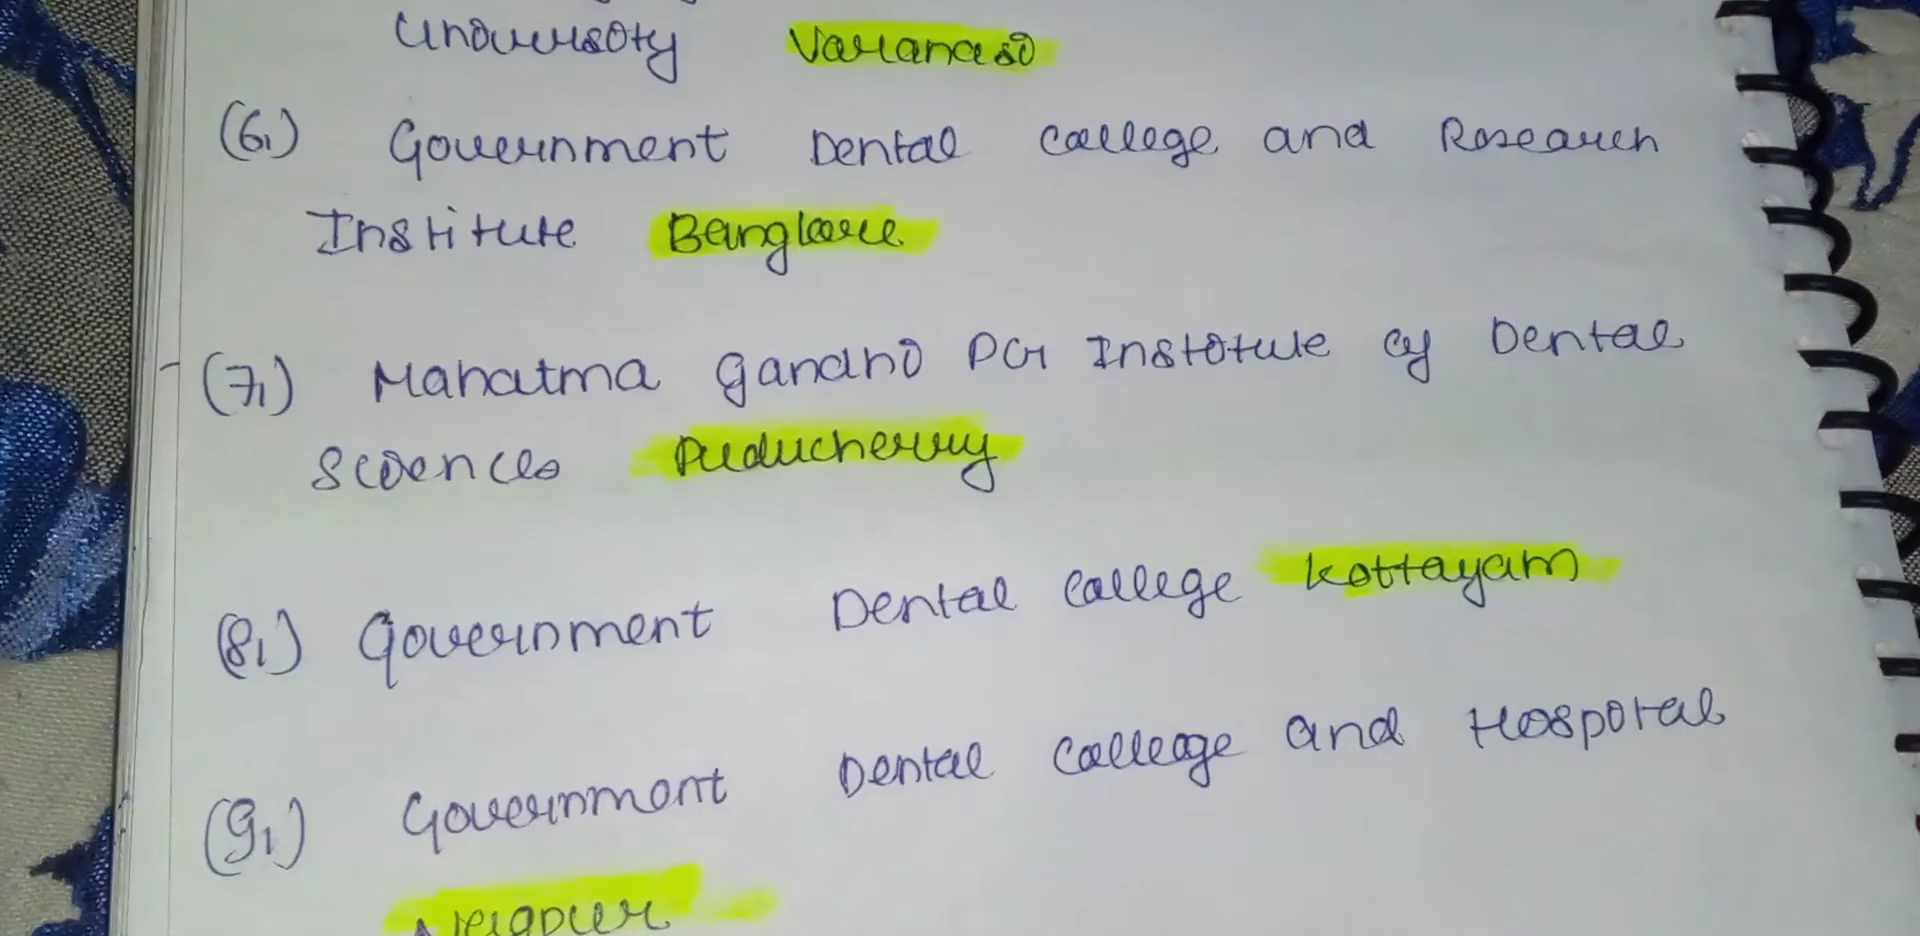 University Varanasi
(6.) Government Dental College and Research
Institute Banglore
(7.) Mahatma Gandhi PG Institute of Dental
Sciences Puducherry
(8.) Government Dental College Kottayam
(9.) Government Dental College and Hospital
Nagpur